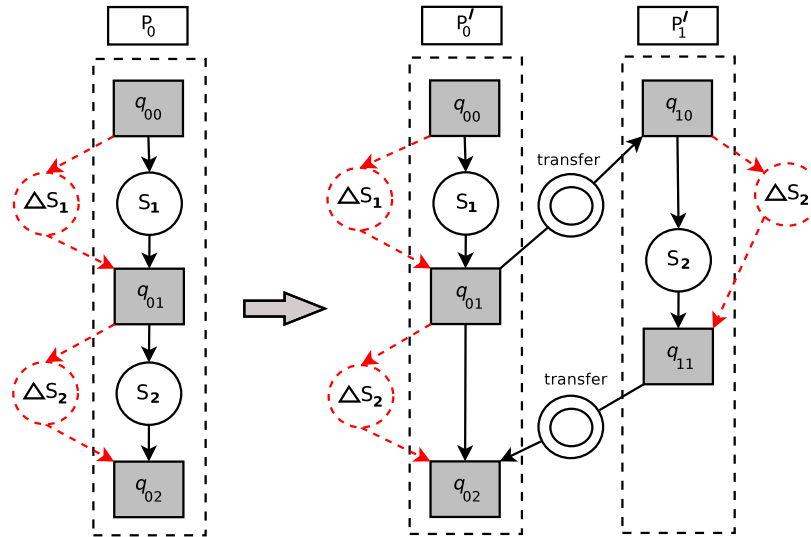 P0
P0′
P1′
q00
q00
q10
transfer
ΔS1
S1
ΔS1
S1
ΔS2
S2
q01
q01
q11
transfer
ΔS2
S2
ΔS2
q02
q02